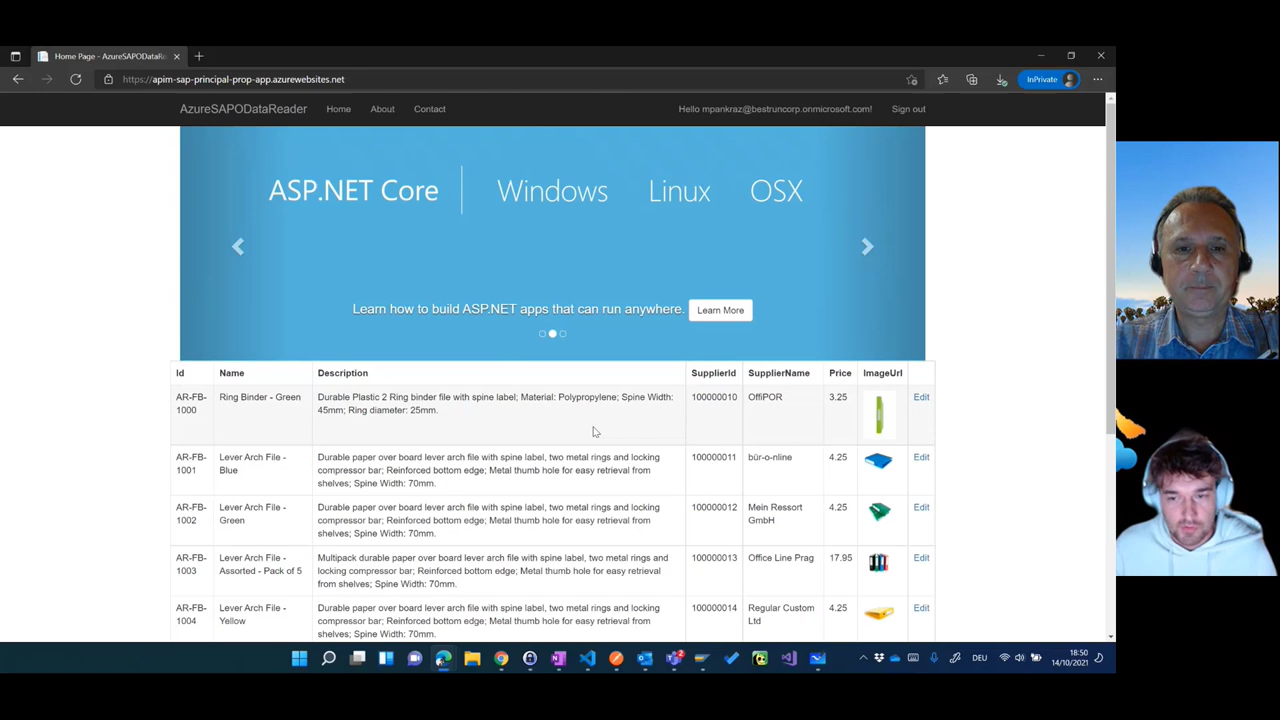 Home Page - AzureSAPOData
https://apim-sap-principal-prop-app.azurewebsites.net
InPrivate
AzureSAPODataReader Home About Contact Hello mpankraz@bestruncorp.onmicrosoft.com! Sign out
ASP.NET Core Windows Linux OSX
Learn how to build ASP.NET apps that can run anywhere. Learn More
Id Name Description SupplierId SupplierName Price ImageUrl
AR-FB-1000 Ring Binder - Green Durable Plastic 2 Ring binder file with spine label; Material: Polypropylene; Spine Width: 45mm; Ring diameter: 25mm. 100000010 OffiPOR 3.25 Edit
AR-FB-1001 Lever Arch File - Blue Durable paper over board lever arch file with spine label, two metal rings and locking compressor bar; Reinforced bottom edge; Metal thumb hole for easy retrieval from shelves; Spine Width: 70mm. 100000011 bür-o-nline 4.25 Edit
AR-FB-1002 Lever Arch File - Green Durable paper over board lever arch file with spine label, two metal rings and locking compressor bar; Reinforced bottom edge; Metal thumb hole for easy retrieval from shelves; Spine Width: 70mm. 100000012 Mein Ressort GmbH 4.25 Edit
AR-FB-1003 Lever Arch File - Assorted - Pack of 5 Multipack durable paper over board lever arch file with spine label, two metal rings and locking compressor bar; Reinforced bottom edge; Metal thumb hole for easy retrieval from shelves; Spine Width: 70mm. 100000013 Office Line Prag 17.95 Edit
AR-FB-1004 Lever Arch File - Yellow Durable paper over board lever arch file with spine label, two metal rings and locking compressor bar; Reinforced bottom edge; Metal thumb hole for easy retrieval from shelves; Spine Width: 70mm. 100000014 Regular Custom Ltd 4.25 Edit
DEU
18:50
14/10/2021